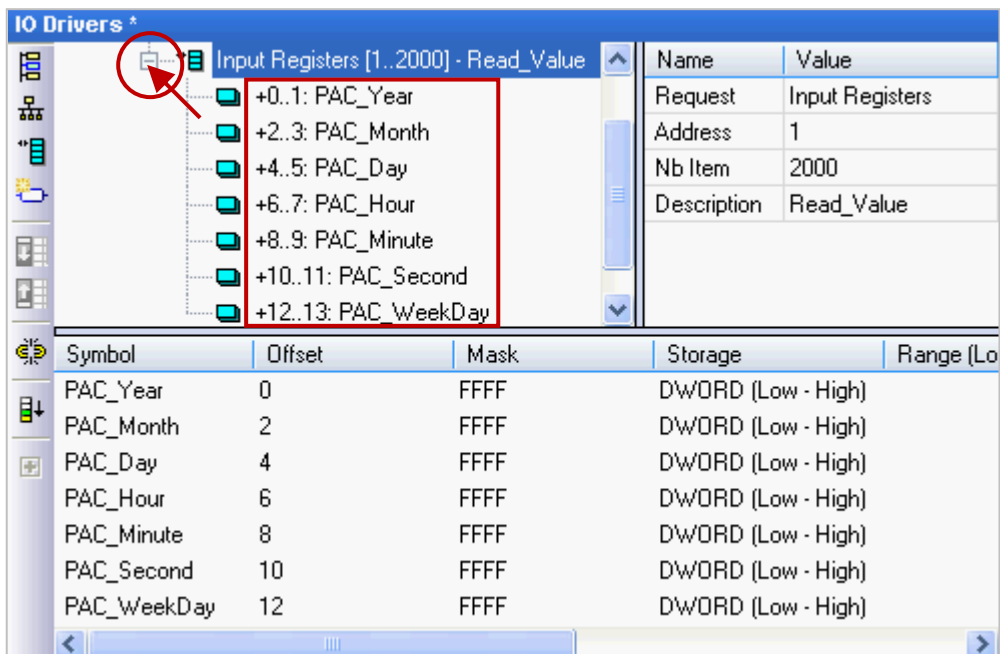 IO Drivers *
Input Registers [1..2000] - Read_Value
+0..1: PAC_Year
+2..3: PAC_Month
+4..5: PAC_Day
+6..7: PAC_Hour
+8..9: PAC_Minute
+10..11: PAC_Second
+12..13: PAC_WeekDay
Name Value
Request Input Registers
Address 1
Nb Item 2000
Description Read_Value
Symbol Offset Mask Storage Range (Lo
PAC_Year 0 FFFF DWORD (Low - High)
PAC_Month 2 FFFF DWORD (Low - High)
PAC_Day 4 FFFF DWORD (Low - High)
PAC_Hour 6 FFFF DWORD (Low - High)
PAC_Minute 8 FFFF DWORD (Low - High)
PAC_Second 10 FFFF DWORD (Low - High)
PAC_WeekDay 12 FFFF DWORD (Low - High)